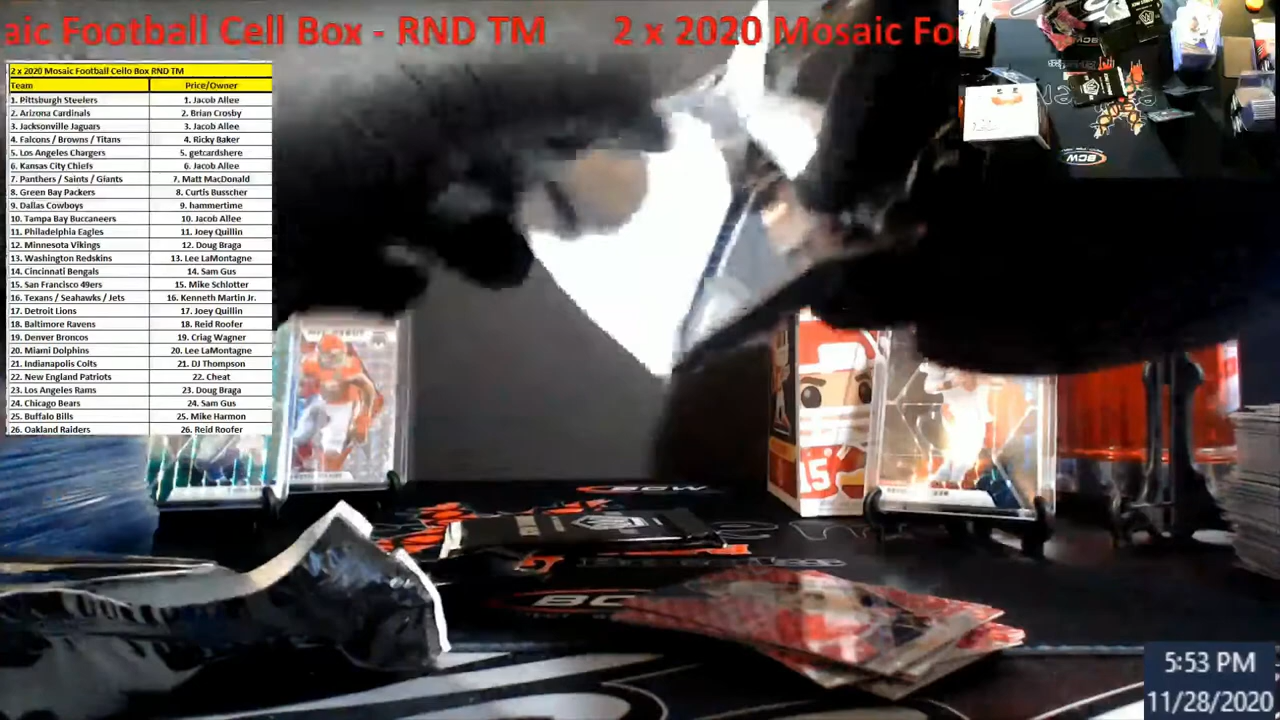 aic Football Cell Box - RND TM 2 x 2020 Mosaic Fo
2 x 2020 Mosaic Football Cello Box RND TM
Team Price/Owner
1. Pittsburgh Steelers 1. Jacob Allee
2. Arizona Cardinals 2. Brian Crosby
3. Jacksonville Jaguars 3. Jacob Allee
4. Falcons / Browns / Titans 4. Ricky Baker
5. Los Angeles Chargers 5. getcardshere
6. Kansas City Chiefs 6. Jacob Allee
7. Panthers / Saints / Giants 7. Matt MacDonald
8. Green Bay Packers 8. Curtis Busscher
9. Dallas Cowboys 9. hammertime
10. Tampa Bay Buccaneers 10. Jacob Allee
11. Philadelphia Eagles 11. Joey Quillin
12. Minnesota Vikings 12. Doug Braga
13. Washington Redskins 13. Lee LaMontagne
14. Cincinnati Bengals 14. Sam Gus
15. San Francisco 49ers 15. Mike Schlotter
16. Texans / Seahawks / Jets 16. Kenneth Martin Jr.
17. Detroit Lions 17. Joey Quillin
18. Baltimore Ravens 18. Reid Roofer
19. Denver Broncos 19. Criag Wagner
20. Miami Dolphins 20. Lee LaMontagne
21. Indianapolis Colts 21. DJ Thompson
22. New England Patriots 22. Cheat
23. Los Angeles Rams 23. Doug Braga
24. Chicago Bears 24. Sam Gus
25. Buffalo Bills 25. Mike Harmon
26. Oakland Raiders 26. Reid Roofer
BCW
15
BCW
5:53 PM
11/28/2020